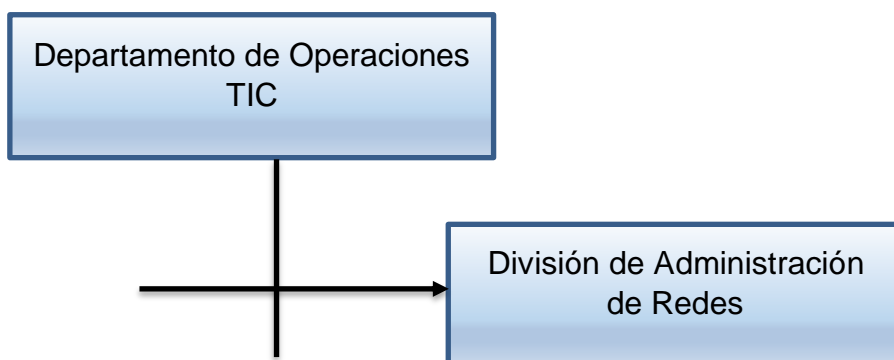 Departamento de Operaciones
TIC
División de Administración
de Redes